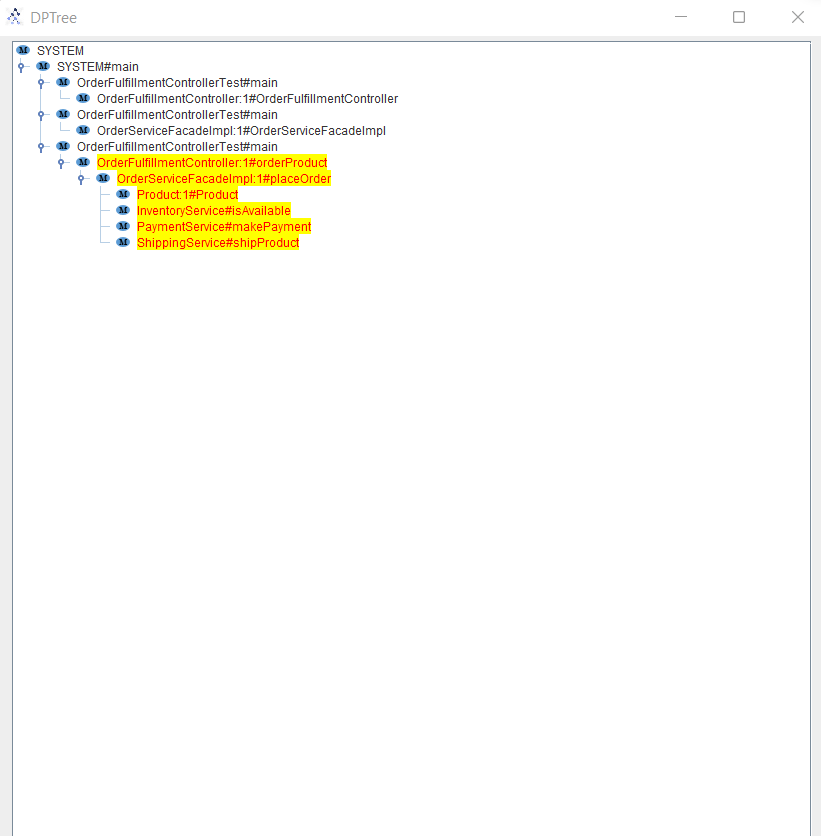 DPTree
SYSTEM
SYSTEM#main
OrderFulfillmentControllerTest#main
OrderFulfillmentController:1#OrderFulfillmentController
OrderFulfillmentControllerTest#main
OrderServiceFacadeImpl:1#OrderServiceFacadeImpl
OrderFulfillmentControllerTest#main
OrderFulfillmentController:1#orderProduct
OrderServiceFacadeImpl:1#placeOrder
Product:1#Product
InventoryService#isAvailable
PaymentService#makePayment
ShippingService#shipProduct